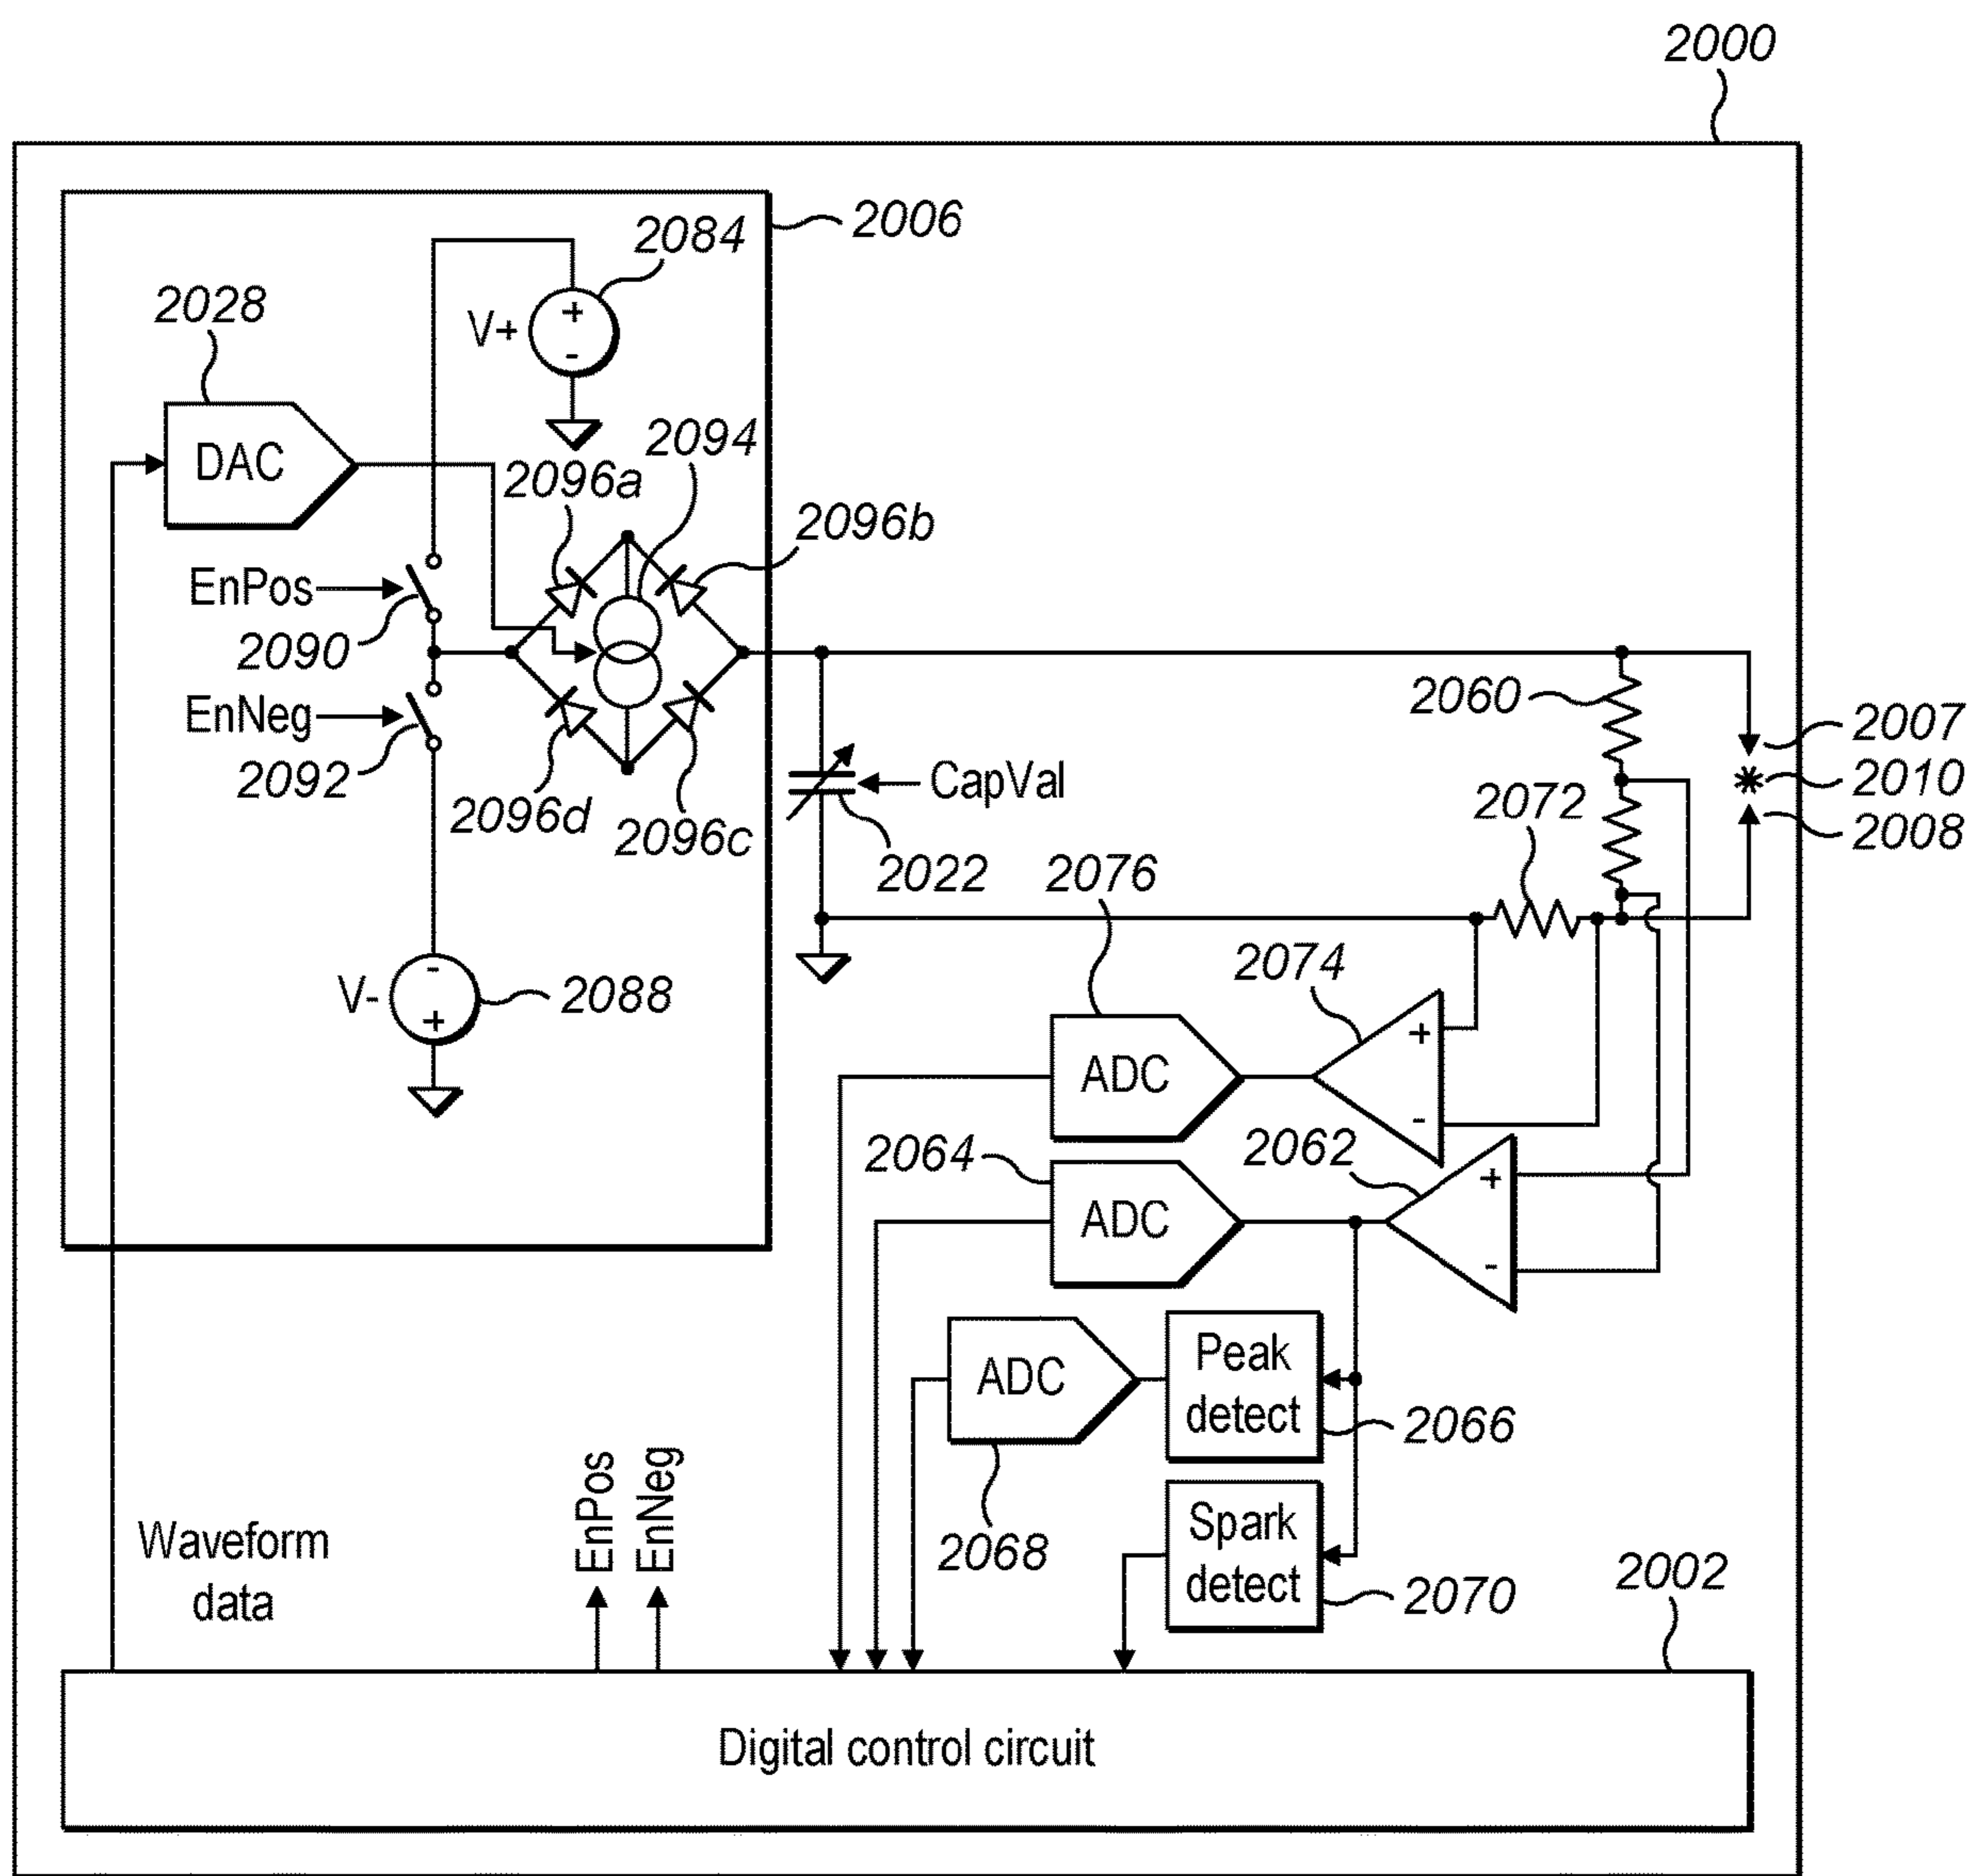 2000
2006
2084
V+
+
-
2028
DAC
2094
2096a
2096b
EnPos
2090
EnNeg
2092
2096d
2096c
CapVal
2022
2060
2007
2010
2008
2072
2076
2074
V-
-
+
2088
ADC
+
-
2064
2062
ADC
+
-
ADC
Peak
detect
2066
2068
Spark
detect
2070
Waveform
data
EnPos
EnNeg
2002
Digital control circuit